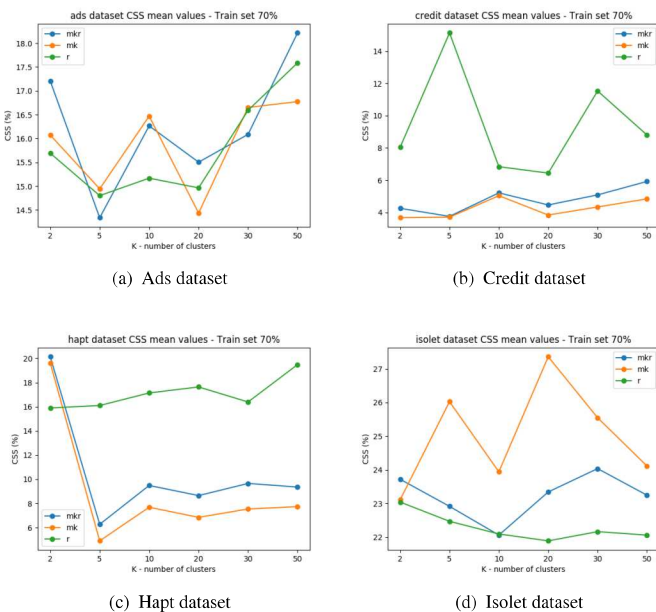 ads dataset CSS mean values - Train set 70%
mkr
mk
r
CSS (%)
18.0
17.5
17.0
16.5
16.0
15.5
15.0
14.5
2 5 10 20 30 50
K - number of clusters
(a) Ads dataset
credit dataset CSS mean values - Train set 70%
mkr
mk
r
CSS (%)
14
12
10
8
6
4
2 5 10 20 30 50
K - number of clusters
(b) Credit dataset
hapt dataset CSS mean values - Train set 70%
CSS (%)
20
18
16
14
12
10
8
6
mkr
mk
r
2 5 10 20 30 50
K - number of clusters
(c) Hapt dataset
isolet dataset CSS mean values - Train set 70%
mkr
mk
r
CSS (%)
27
26
25
24
23
22
2 5 10 20 30 50
K - number of clusters
(d) Isolet dataset